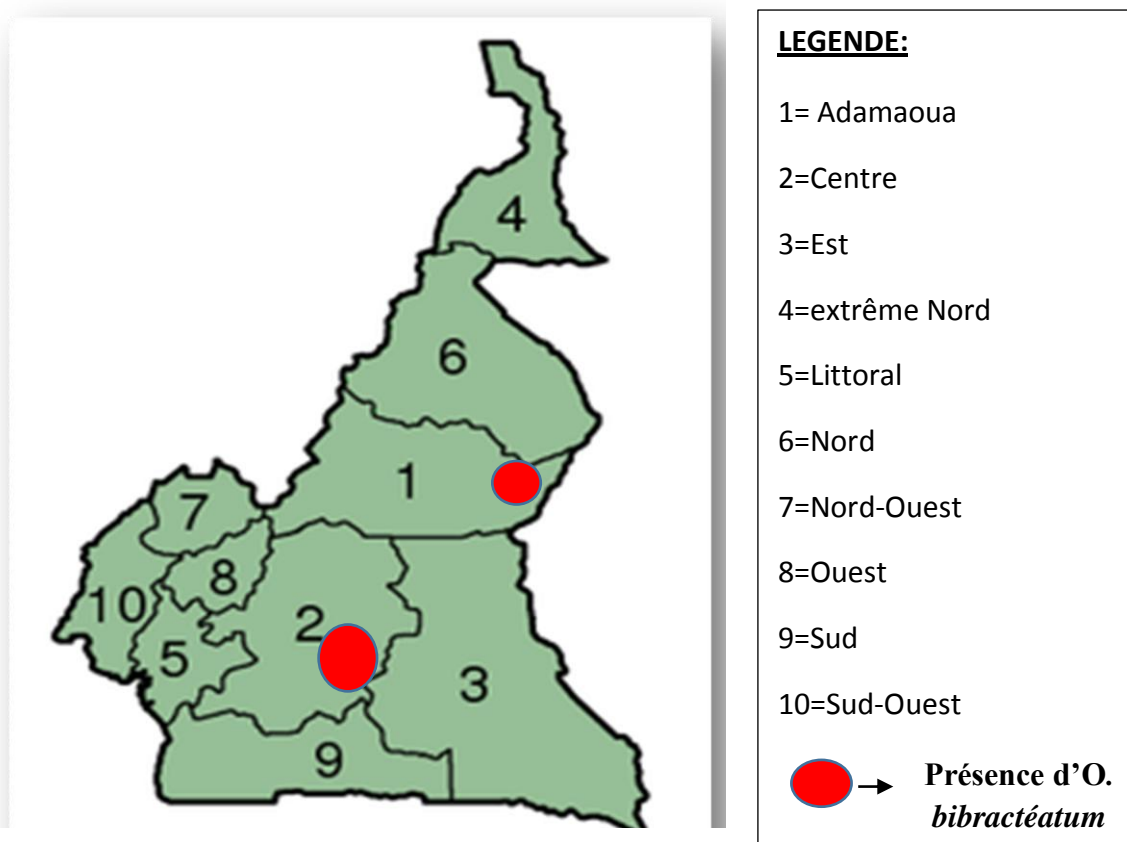 4
6
1
7
8
10
2
5
3
9
LEGENDE:
1= Adamaoua
2=Centre
3=Est
4=extrême Nord
5=Littoral
6=Nord
7=Nord-Ouest
8=Ouest
9=Sud
10=Sud-Ouest
Présence d’O.
bibractéatum